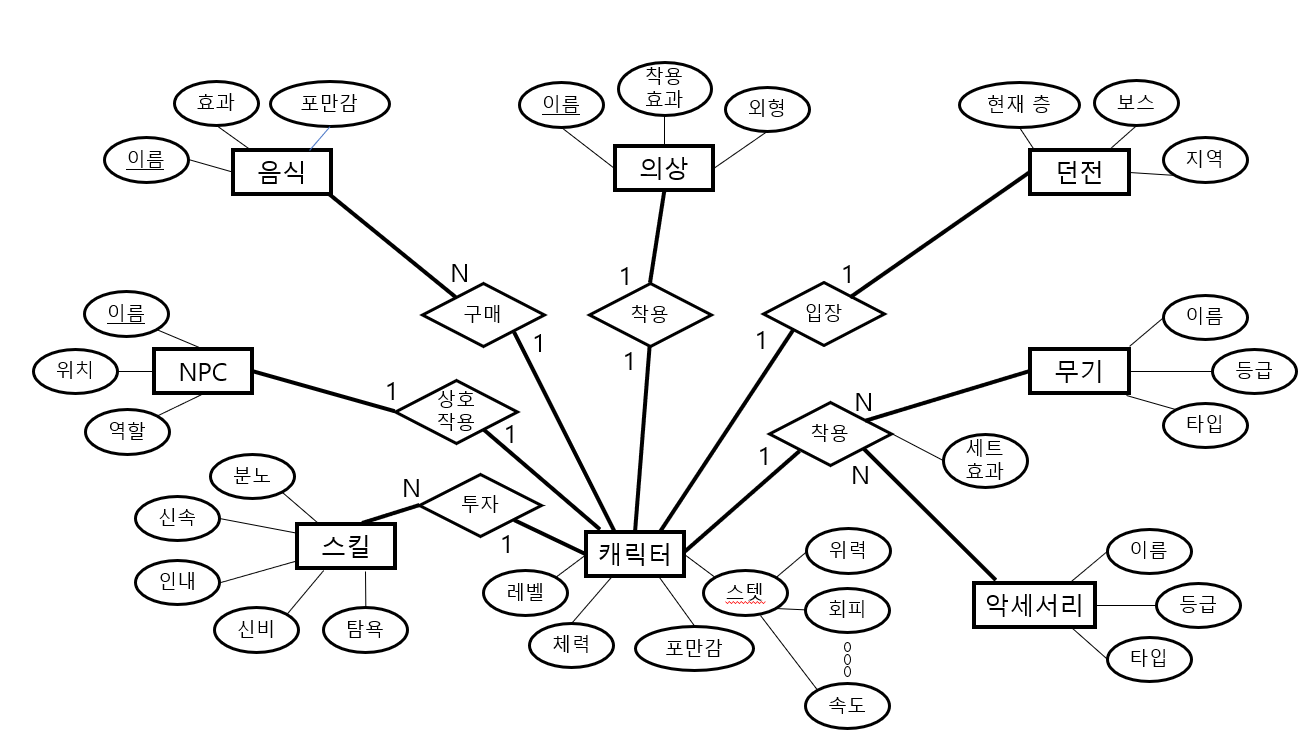 효과
포만감
이름
음식
이름
착용
효과
외형
의상
현재 층
보스
지역
던전
N
구매
1
1
착용
1
1
입장
1
이름
위치
역할
NPC
1
상호
작용
1
이름
등급
타입
무기
N
착용
1
N
세트
효과
분노
신속
인내
신비
탐욕
스킬
N
투자
1
캐릭터
레벨
체력
포만감
스텟
위력
회피
0
0
0
속도
악세서리
이름
등급
타입